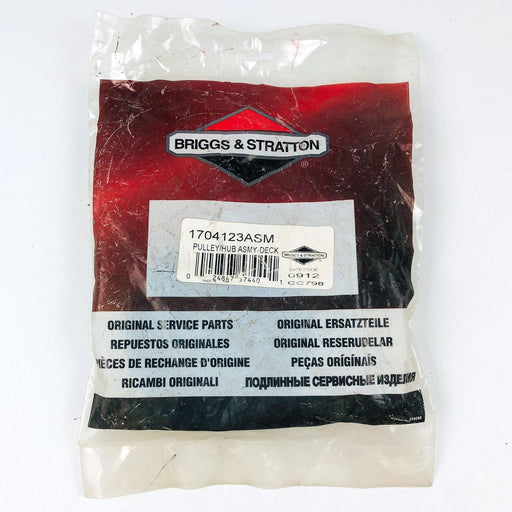 BRIGGS & STRATTON
®
1704123ASM
PULLEY/HUB ASMY-DECK
BRIGGS & STRATTON
DATE CODE
0912
CC798
ORIGINAL SERVICE PARTS
ORIGINAL ERSATZTEILE
REPUESTOS ORIGINALES
ORIGINAL RESERUDELAR
PIÈCES DE RECHANGE D'ORIGINE
PEÇAS ORÍGÍNAIS
RICAMBI ORIGINALI
ПОДЛИННЫЕ СЕРВИСНЫЕ ИЗДЕЛИЯ